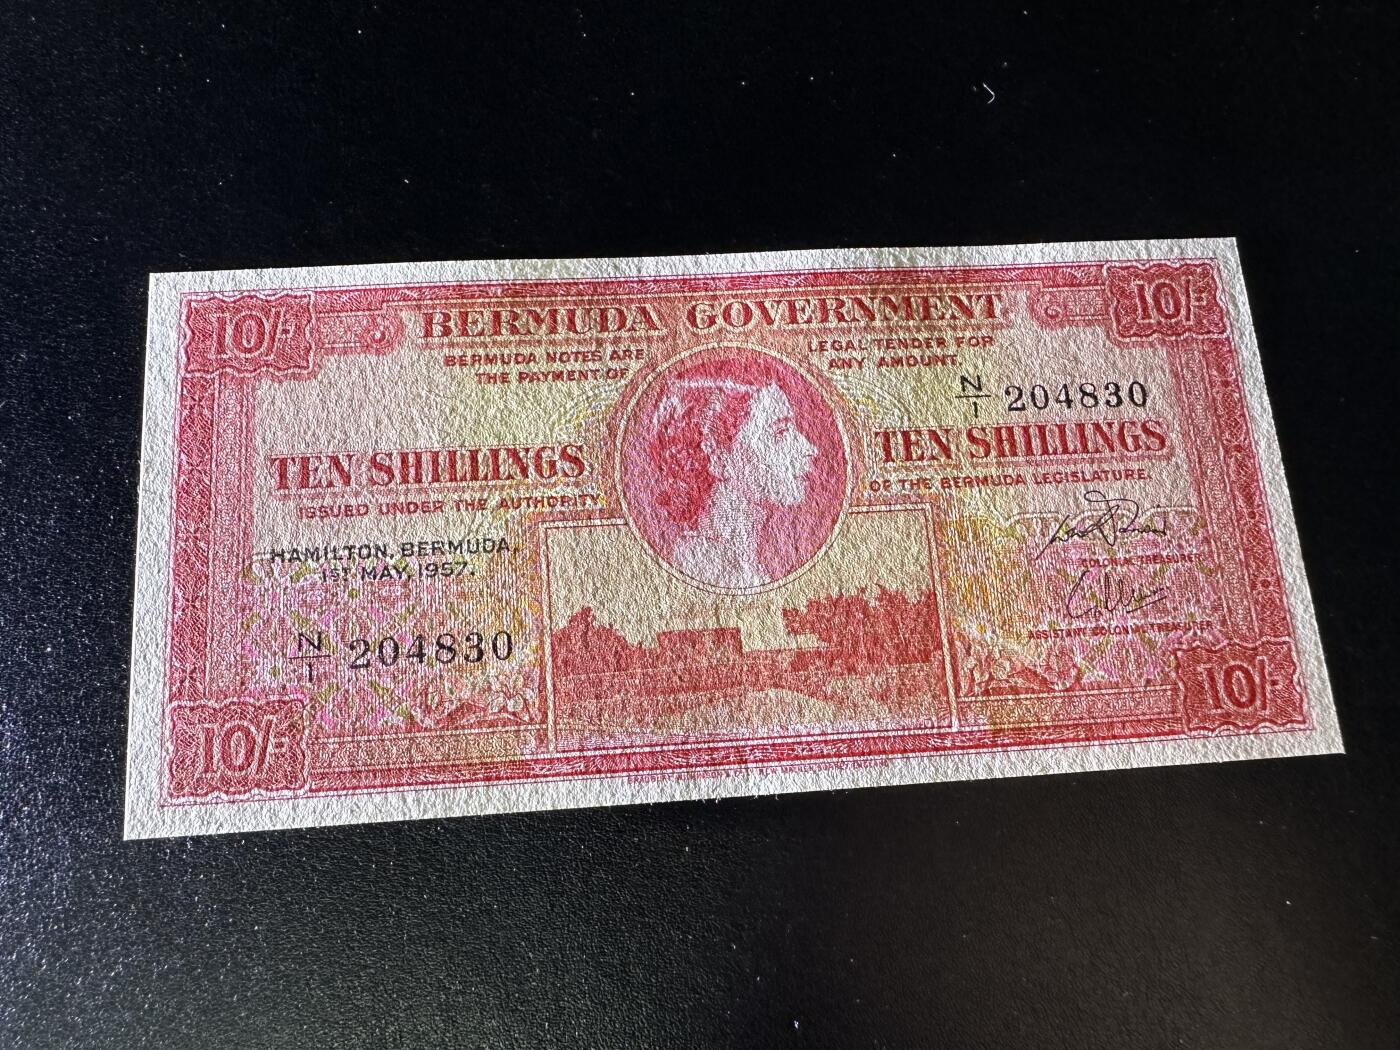 10/-
BERMUDA GOVERNMENT
10/-
BERMUDA NOTES ARE
LEGAL TENDER FOR
THE PAYMENT OF
ANY AMOUNT
N/1 204830
TEN SHILLINGS
TEN SHILLINGS
ISSUED UNDER THE AUTHORITY
OF THE BERMUDA LEGISLATURE.
HAMILTON, BERMUDA,
1ST MAY, 1957.
COLONIAL TREASURER
N/1 204830
ASSISTANT COLONIAL TREASURER
10/-
10/-